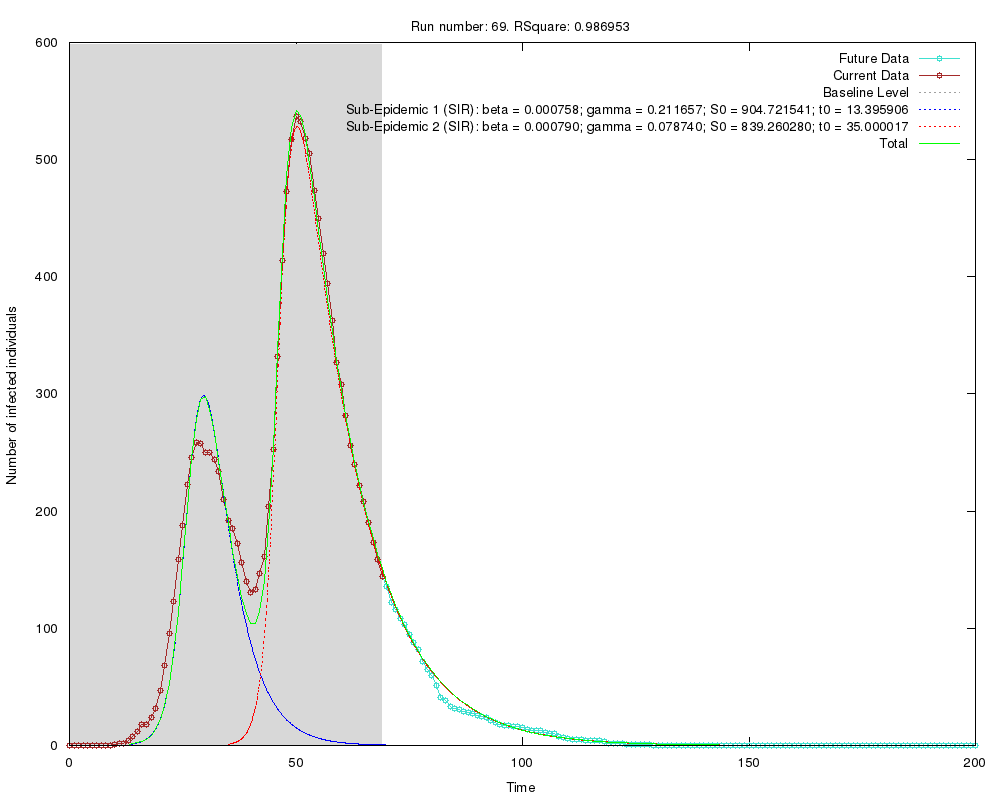 Run number: 69. RSquare: 0.986953
600
Future Data
Current Data
Baseline Level
Sub-Epidemic 1 (SIR): beta = 0.000758; gamma = 0.211657; S0 = 904.721541; t0 = 13.395906
Sub-Epidemic 2 (SIR): beta = 0.000790; gamma = 0.078740; S0 = 839.260280; t0 = 35.000017
Total
500
400
Number of infected individuals
300
200
100
0
0 50 100 150 200
Time